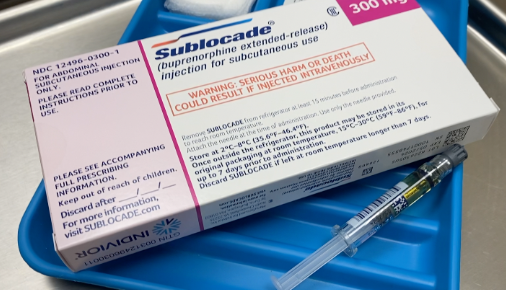 NDC 12496-0300-1
FOR ABDOMINAL
SUBCUTANEOUS INJECTION
ONLY.
PLEASE READ COMPLETE
INSTRUCTIONS PRIOR TO
USE.
PLEASE SEE ACCOMPANYING
FULL PRESCRIBING
INFORMATION.
Keep out of reach of children.
Discard after __/__/__
For more information,
visit SUBLOCADE.com
300 mg
Sublocade®
(buprenorphine extended-release)
injection for subcutaneous use
WARNING: SERIOUS HARM OR DEATH
COULD RESULT IF INJECTED INTRAVENOUSLY
Remove SUBLOCADE from refrigerator at least 15 minutes before administration
to reach room temperature.
Attach the needle at the time of administration. Use only the needle provided.
Store at 2°C–8°C (35.6°F–46.4°F).
Once outside the refrigerator, this product may be stored in its
original packaging at room temperature, 15°C–30°C (59°F–86°F), for
up to 7 days prior to administration.
Discard SUBLOCADE if left at room temperature longer than 7 days.
INDIVIOR